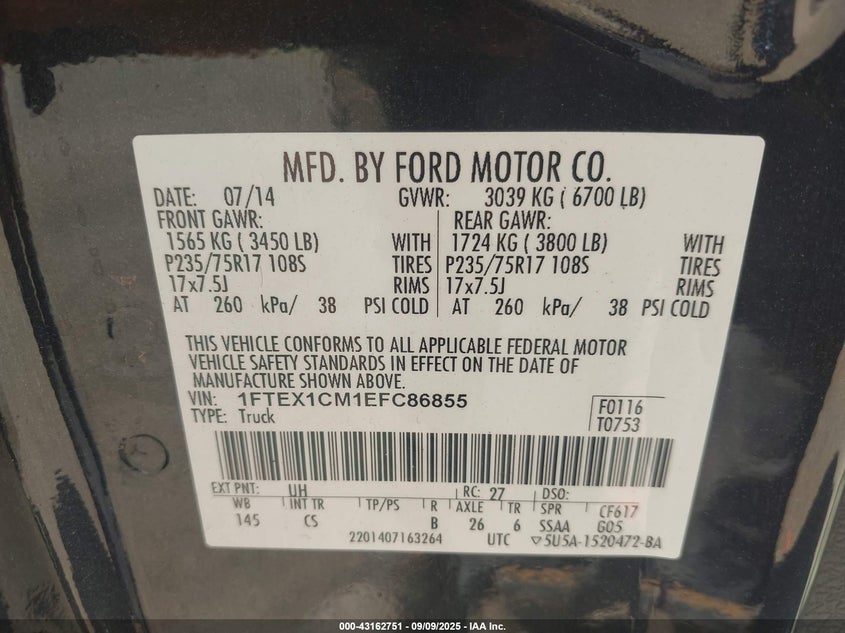 MFD. BY FORD MOTOR CO.
DATE: 07/14 GVWR: 3039 KG ( 6700 LB)
FRONT GAWR: REAR GAWR:
1565 KG ( 3450 LB) WITH 1724 KG ( 3800 LB) WITH
P235/75R17 108S TIRES P235/75R17 108S TIRES
17x7.5J RIMS 17x7.5J RIMS
AT 260 kPa/ 38 PSI COLD AT 260 kPa/ 38 PSI COLD
THIS VEHICLE CONFORMS TO ALL APPLICABLE FEDERAL MOTOR
VEHICLE SAFETY STANDARDS IN EFFECT ON THE DATE OF
MANUFACTURE SHOWN ABOVE.
VIN: 1FTEX1CM1EFC86855 F0116
TYPE: Truck T0753
EXT PNT: UH RC: 27 DSO:
WB INT TR TP/PS R AXLE TR SPR CF617
145 CS B 26 6 SSAA G05
2201407163264 UTC ▽5U5A-1520472-BA
000-43162751 | 09/09/2025 - IAA Inc.